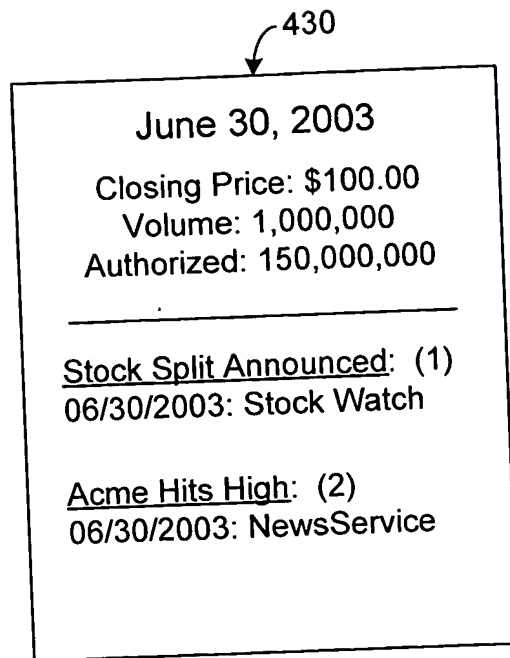 430
June 30, 2003
Closing Price: $100.00
Volume: 1,000,000
Authorized: 150,000,000
Stock Split Announced: (1)
06/30/2003: Stock Watch
Acme Hits High: (2)
06/30/2003: NewsService